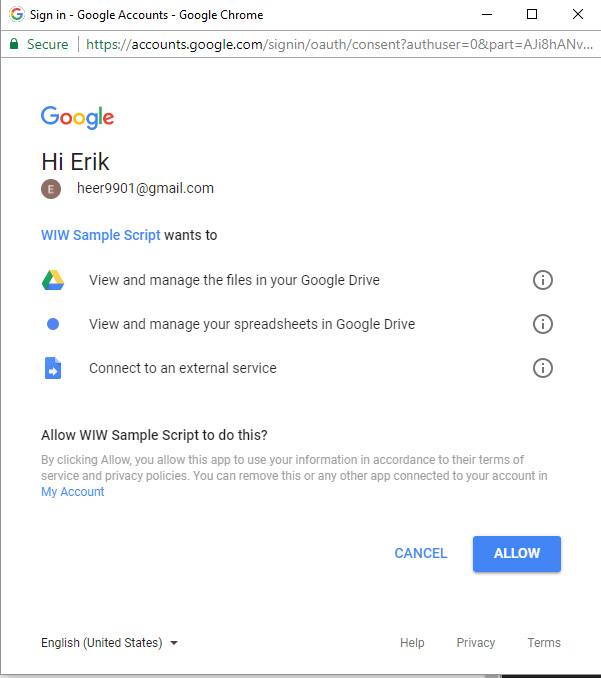 Sign in - Google Accounts - Google Chrome
Secure | https://accounts.google.com/signin/oauth/consent?authuser=0&part=AJi8hANv...
Google
Hi Erik
E heer9901@gmail.com
WIW Sample Script wants to
View and manage the files in your Google Drive
View and manage your spreadsheets in Google Drive
Connect to an external service
Allow WIW Sample Script to do this?
By clicking Allow, you allow this app to use your information in accordance to their terms of
service and privacy policies. You can remove this or any other app connected to your account in
My Account
CANCEL ALLOW
English (United States) Help Privacy Terms